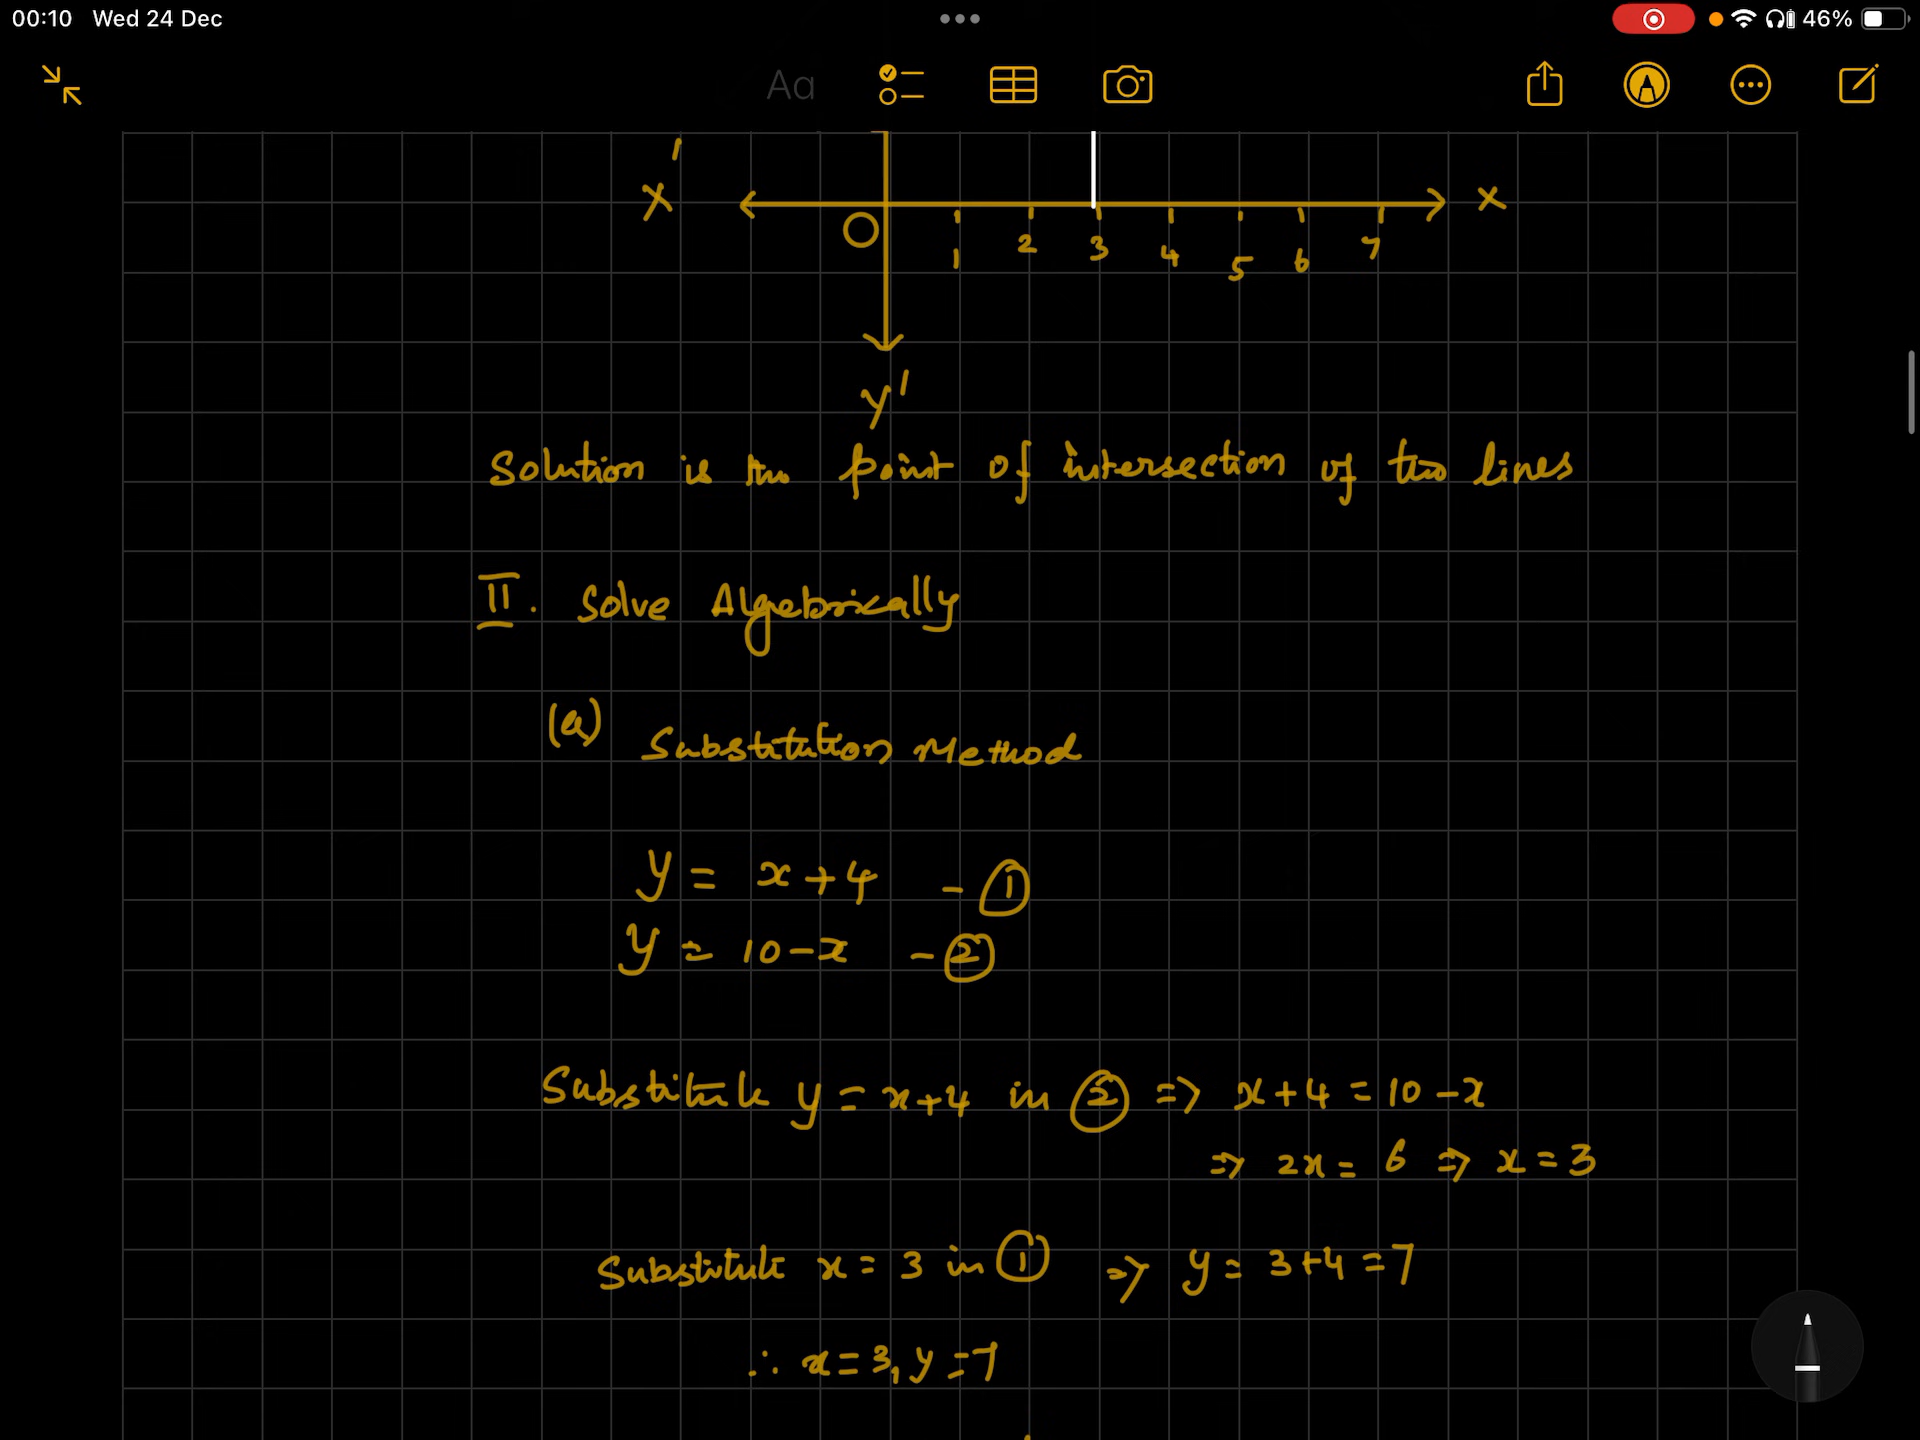 00:10 Wed 24 Dec 46%
Aa
X' O X
1 2 3 4 5 6 7
Y'
Solution is the point of intersection of two lines
II. Solve Algebrically
(a) Substitution Method
y = x+4 - ①
y = 10-x - ②
Substitute y = x+4 in ② => x+4 = 10-x
=> 2x = 6 => x = 3
Substitute x = 3 in ① => y = 3+4 = 7
∴ x = 3, y = 7